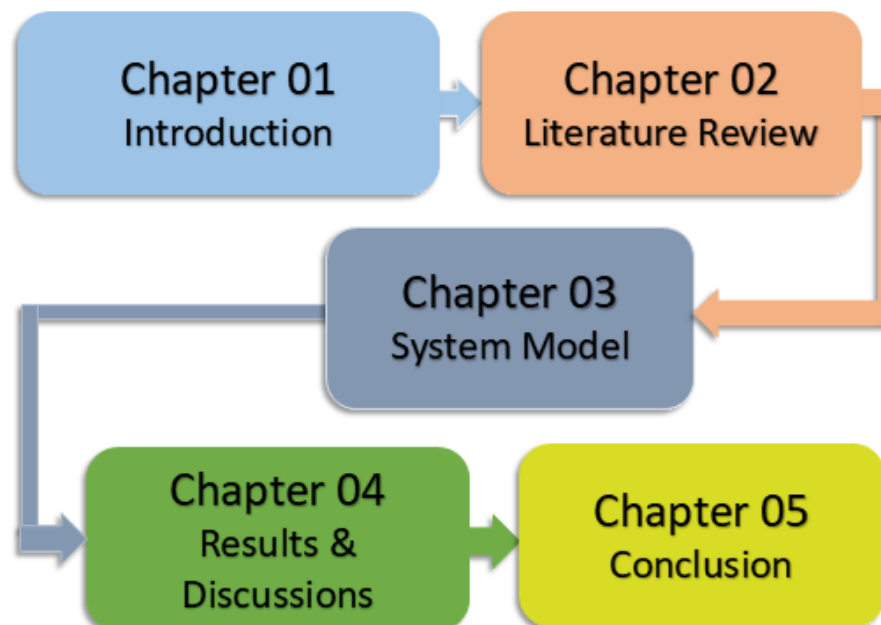 Chapter 01
Introduction
Chapter 02
Literature Review
Chapter 03
System Model
Chapter 04
Results &
Discussions
Chapter 05
Conclusion